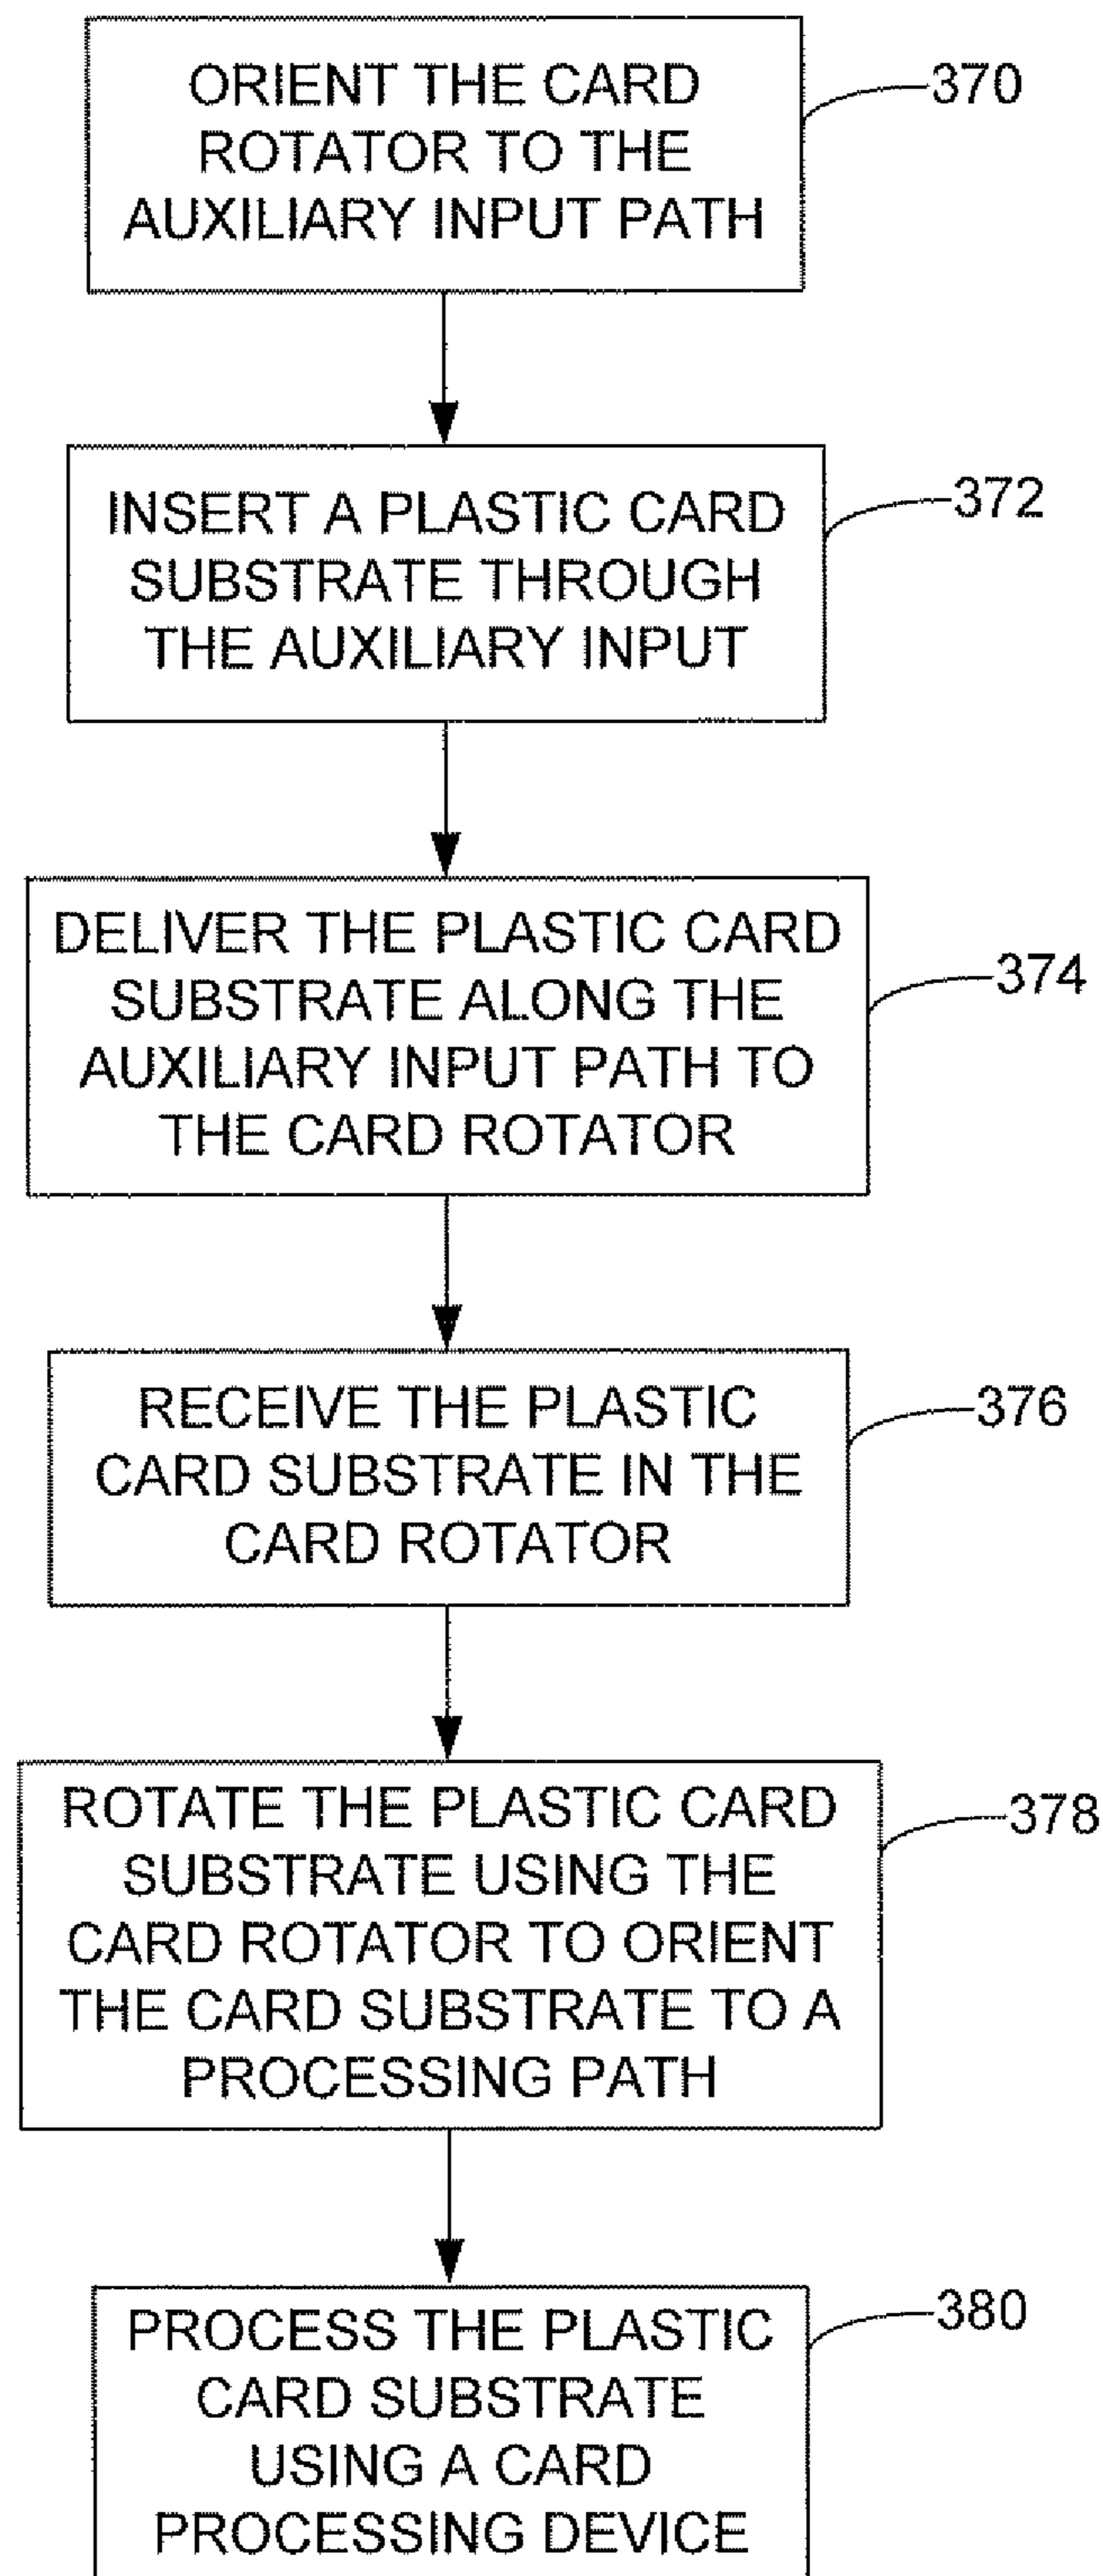 ORIENT THE CARD
ROTATOR TO THE
AUXILIARY INPUT PATH
370
INSERT A PLASTIC CARD
SUBSTRATE THROUGH
THE AUXILIARY INPUT
372
DELIVER THE PLASTIC CARD
SUBSTRATE ALONG THE
AUXILIARY INPUT PATH TO
THE CARD ROTATOR
374
RECEIVE THE PLASTIC
CARD SUBSTRATE IN THE
CARD ROTATOR
376
ROTATE THE PLASTIC CARD
SUBSTRATE USING THE
CARD ROTATOR TO ORIENT
THE CARD SUBSTRATE TO A
PROCESSING PATH
378
PROCESS THE PLASTIC
CARD SUBSTRATE
USING A CARD
PROCESSING DEVICE
380